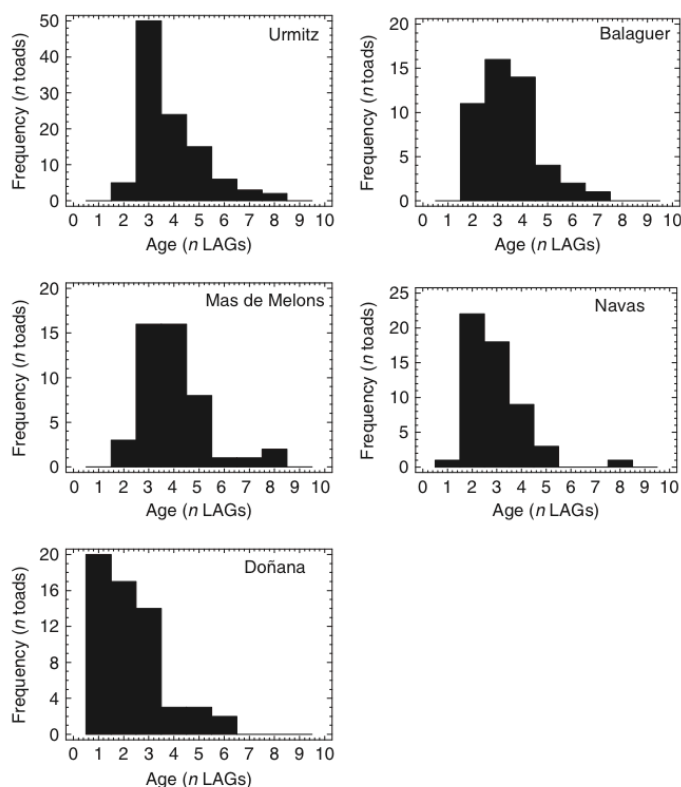 Urmitz
50
40
30
20
10
0
Frequency (n toads)
0 1 2 3 4 5 6 7 8 9 10
Age (n LAGs)
Balaguer
20
15
10
5
0
Frequency (n toads)
0 1 2 3 4 5 6 7 8 9 10
Age (n LAGs)
Mas de Melons
20
15
10
5
0
Frequency (n toads)
0 1 2 3 4 5 6 7 8 9 10
Age (n LAGs)
Navas
25
20
15
10
5
0
Frequency (n toads)
0 1 2 3 4 5 6 7 8 9 10
Age (n LAGs)
Doñana
20
16
12
8
4
0
Frequency (n toads)
0 1 2 3 4 5 6 7 8 9 10
Age (n LAGs)